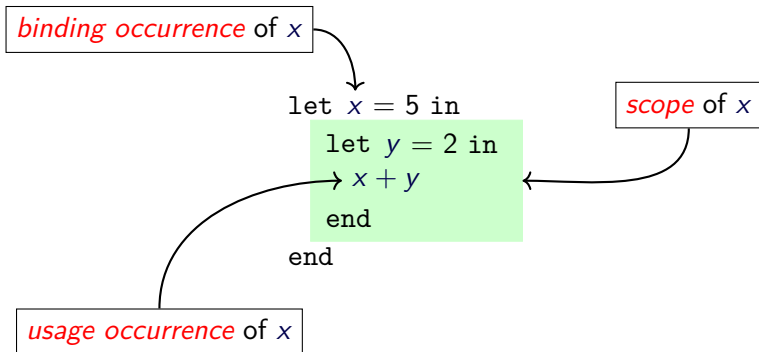 binding occurrence of x
let x = 5 in
scope of x
let y = 2 in
x + y
end
end
usage occurrence of x